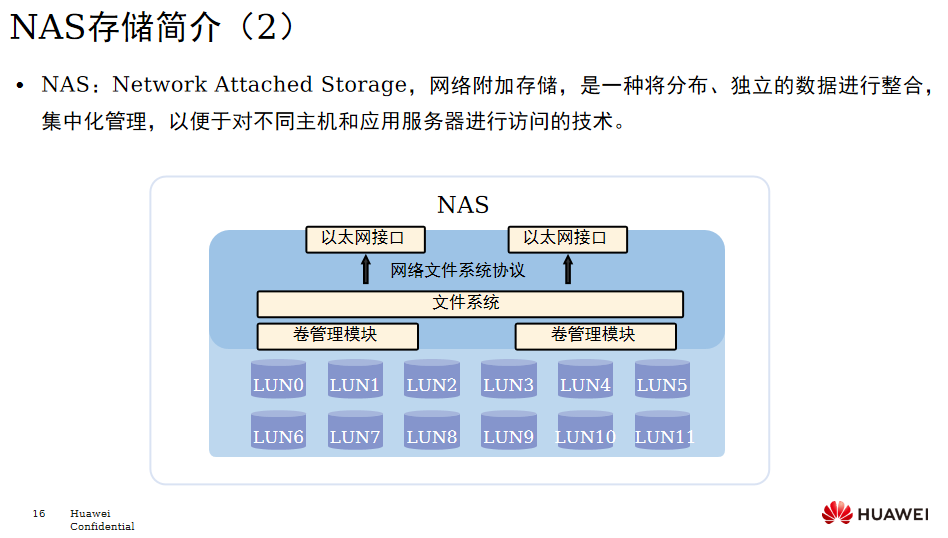 NAS存储简介（2）
• NAS：Network Attached Storage，网络附加存储，是一种将分布、独立的数据进行整合，
集中化管理，以便于对不同主机和应用服务器进行访问的技术。
NAS
以太网接口 以太网接口
网络文件系统协议
文件系统
卷管理模块 卷管理模块
LUN0 LUN1 LUN2 LUN3 LUN4 LUN5
LUN6 LUN7 LUN8 LUN9 LUN10 LUN11
16 Huawei
Confidential
HUAWEI